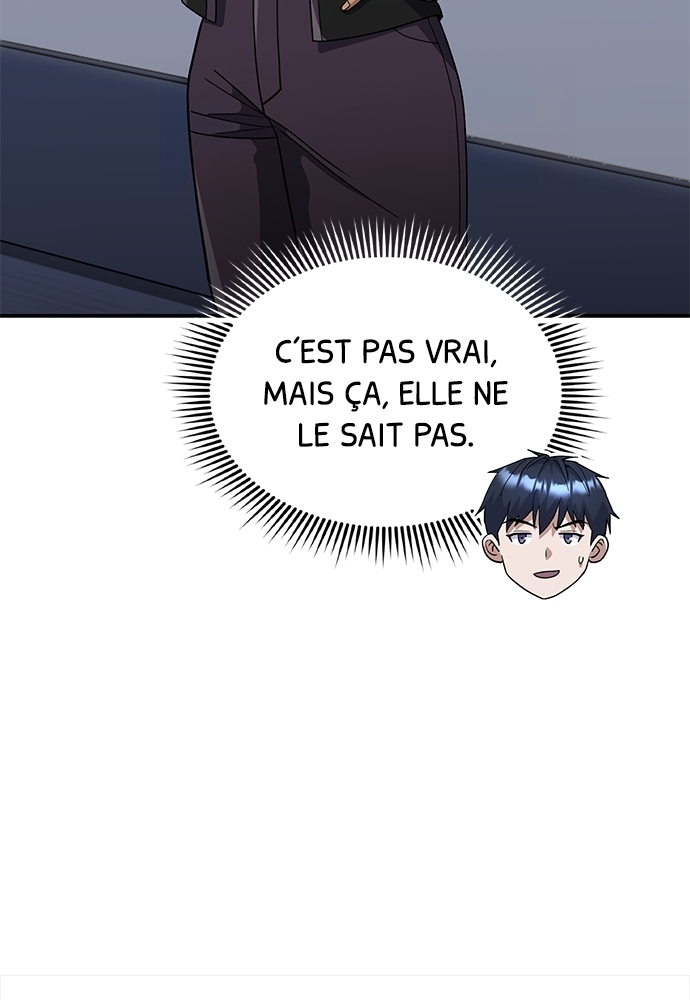 C'EST PAS VRAI,
MAIS ÇA, ELLE NE
LE SAIT PAS.